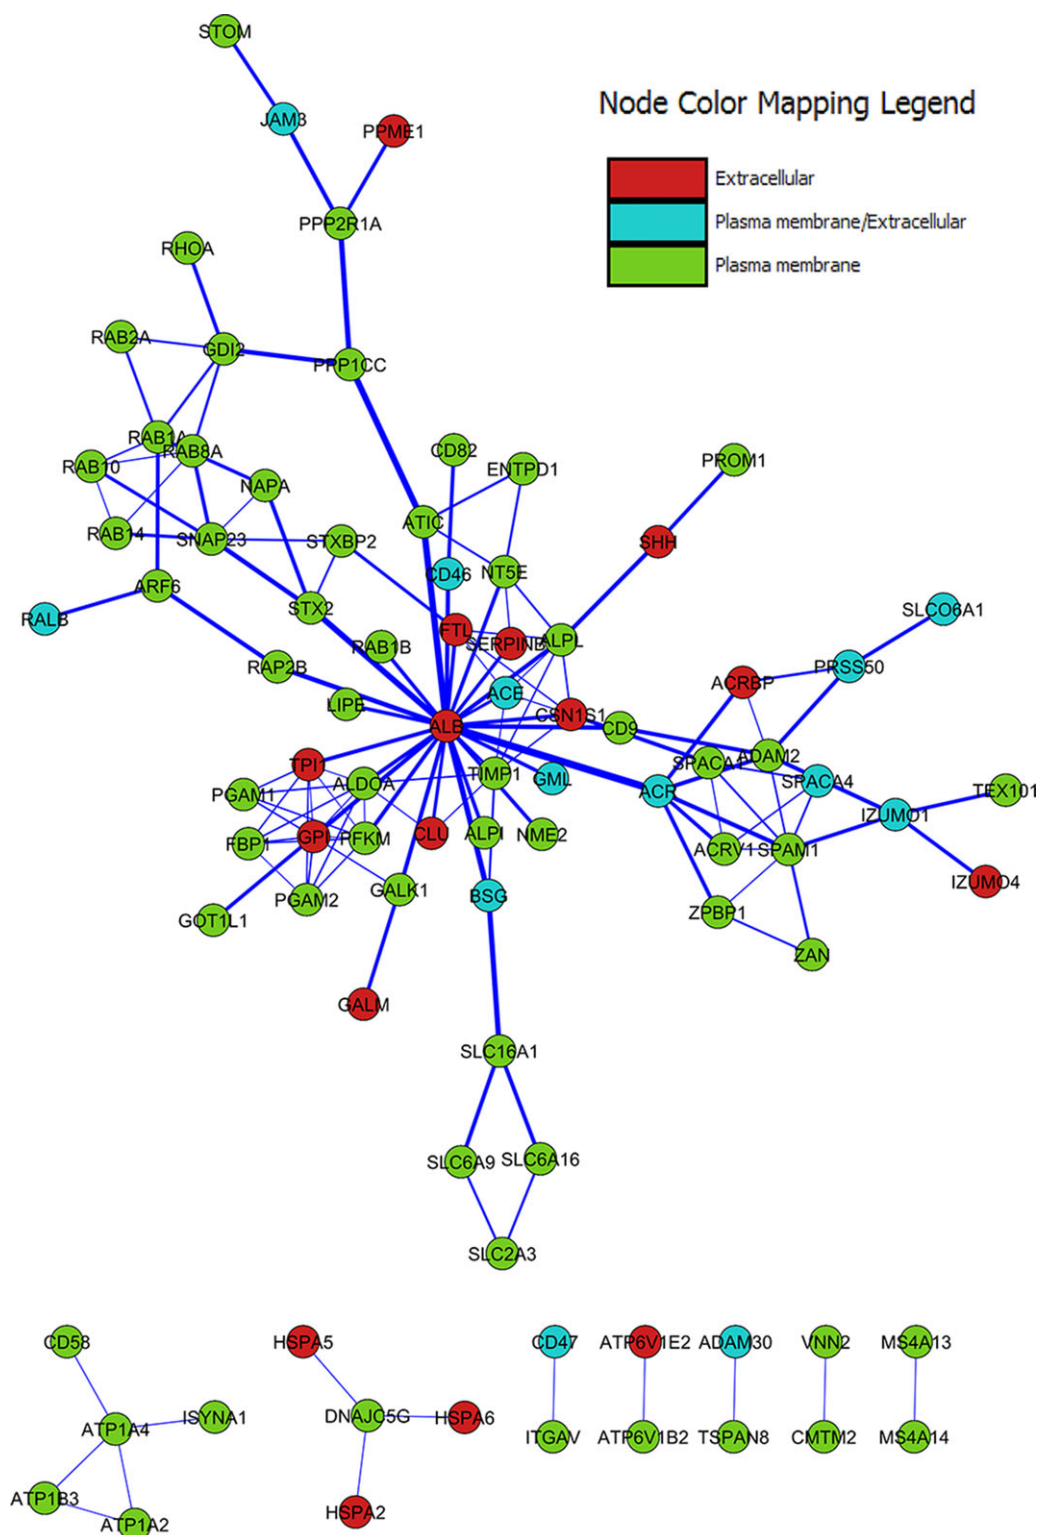 STOM
Node Color Mapping Legend
JAM3
PPME1
Extracellular
Plasma membrane/Extracellular
PPP2R1A
RHOA
Plasma membrane
RAB2A
GDI2
PPP1CC
RAB1A
RAB8A
CD82
RAB10
ENTPD1
PROM1
NAPA
ATIC
RAB14
SNAP23
STXBP2
SHH
CD46
NT5E
ARF6
STX2
RALB
SLCO6A1
FTL
SERPINB
ALPL
RAB1B
RAP2B
PRSS50
ACRBP
ACE
LIPE
ALB
CSN1S1
CD9
ADAM2
TPI1
SPACA1
PGAM1
ALDOA
TIMP1
GML
ACR
SPACA4
TEX101
IZUMO1
FBP1
GPI
PFKM
CLU
ALPI
NME2
ACRV1
SPAM1
PGAM2
GALK1
BSG
IZUMO4
GOT1L1
ZPBP1
ZAN
GALM
SLC16A1
SLC6A9
SLC6A16
SLC2A3
CD58
HSPA5
CD47
ATP6V1E2
ADAM30
VNN2
MS4A13
ISYNA1
DNAJC5G
HSPA6
ATP1A4
ITGAV
ATP6V1B2
TSPAN8
CMTM2
MS4A14
ATP1B3
HSPA2
ATP1A2